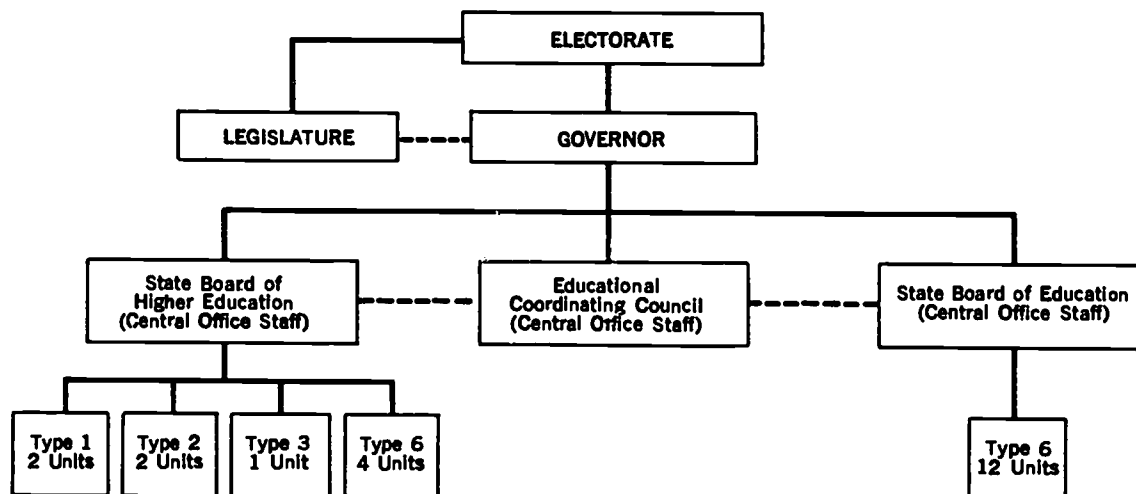 ELECTORATE
LEGISLATURE
GOVERNOR
State Board of
Higher Education
(Central Office Staff)
Educational
Coordinating Council
(Central Office Staff)
State Board of Education
(Central Office Staff)
Type 1
2 Units
Type 2
2 Units
Type 3
1 Unit
Type 6
4 Units
Type 6
12 Units